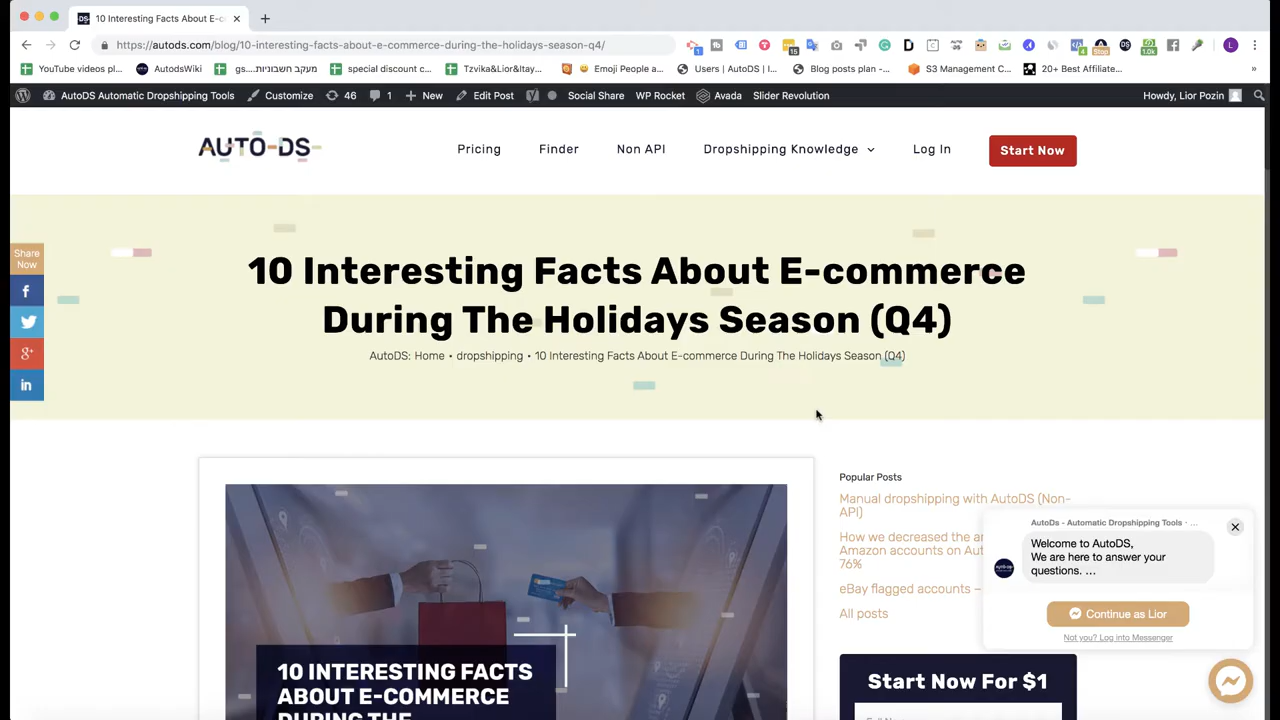 10 Interesting Facts About E-c
https://autods.com/blog/10-interesting-facts-about-e-commerce-during-the-holidays-season-q4/
YouTube videos pl... AutodsWiki gs.... מעקב חשבוניות special discount c... Tzvika&Lior&Itay... Emoji People a... Users | AutoDS | I... Blog posts plan -... S3 Management C... 20+ Best Affiliate... »
AutoDS Automatic Dropshipping Tools Customize 46 1 + New Edit Post Social Share WP Rocket Avada Slider Revolution Howdy, Lior Pozin
AUTO-DS Pricing Finder Non API Dropshipping Knowledge Log In Start Now
Share
Now
10 Interesting Facts About E-commerce
During The Holidays Season (Q4)
AutoDS: Home • dropshipping • 10 Interesting Facts About E-commerce During The Holidays Season (Q4)
10 INTERESTING FACTS
ABOUT E-COMMERCE
DURING THE
Popular Posts
Manual dropshipping with AutoDS (Non-
API)
How we decreased the
Amazon accounts on Aut
76%
eBay flagged accounts –
All posts
Start Now For $1
AutoDs - Automatic Dropshipping Tools · ...
Welcome to AutoDS,
We are here to answer your
questions. ...
Continue as Lior
Not you? Log into Messenger